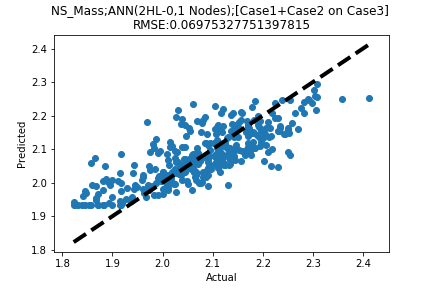 NS_Mass;ANN(2HL-0,1 Nodes);[Case1+Case2 on Case3]
RMSE:0.06975327751397815
2.4
2.3
2.2
2.1
2.0
1.9
1.8
Predicted
1.8 1.9 2.0 2.1 2.2 2.3 2.4
Actual